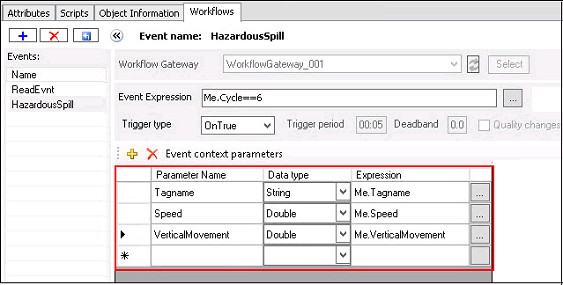 Attributes Scripts Object Information Workflows
Event name: HazardousSpill
Events:
Name
ReadEvnt
HazardousSpill
Workflow Gateway WorkflowGateway_001 Select
Event Expression Me.Cycle==6 ...
Trigger type OnTrue Trigger period 00:05 Deadband 0.0 Quality changes
Event context parameters
Parameter Name Data type Expression
Tagname String Me.Tagname ...
Speed Double Me.Speed ...
VerticalMovement Double Me.VerticalMovement ...
* ...